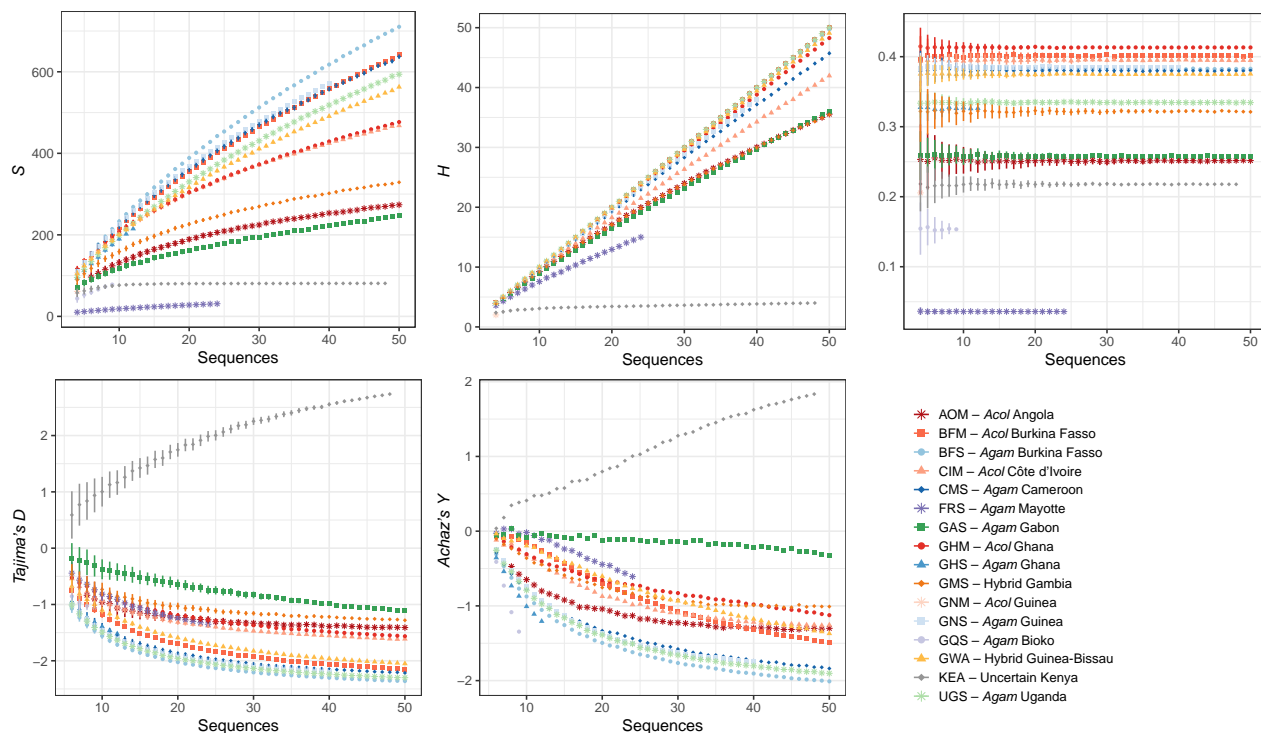 600
400
200
0
S
10
20
30
40
50
Sequences
50
40
30
20
10
0
H
10
20
30
40
50
Sequences
0.4
0.3
0.2
0.1
10
20
30
40
50
Sequences
2
1
0
−1
−2
Tajima's D
10
20
30
40
50
Sequences
2
1
0
−1
−2
Achaz's Y
10
20
30
40
50
Sequences
AOM – Acol Angola
BFM – Acol Burkina Fasso
BFS – Agam Burkina Fasso
CIM – Acol Côte d'Ivoire
CMS – Agam Cameroon
FRS – Agam Mayotte
GAS – Agam Gabon
GHM – Acol Ghana
GHS – Agam Ghana
GMS – Hybrid Gambia
GNM – Acol Guinea
GNS – Agam Guinea
GQS – Agam Bioko
GWA – Hybrid Guinea-Bissau
KEA – Uncertain Kenya
UGS – Agam Uganda